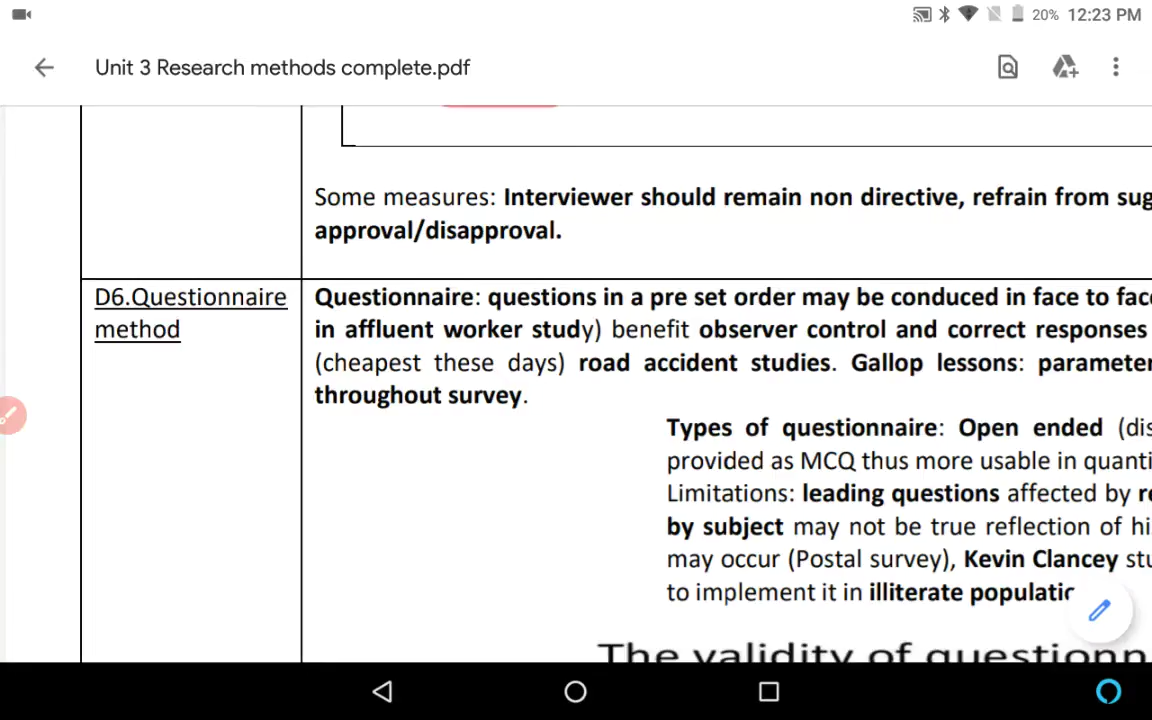 20% 12:23 PM
Unit 3 Research methods complete.pdf
Some measures: Interviewer should remain non directive, refrain from sug
approval/disapproval.
D6.Questionnaire
method
Questionnaire: questions in a pre set order may be conduced in face to fac
in affluent worker study) benefit observer control and correct responses
(cheapest these days) road accident studies. Gallop lessons: parameter
throughout survey.
Types of questionnaire: Open ended (dis
provided as MCQ thus more usable in quanti
Limitations: leading questions affected by r
by subject may not be true reflection of hi
may occur (Postal survey), Kevin Clancey stu
to implement it in illiterate populatio
The validity of questionn